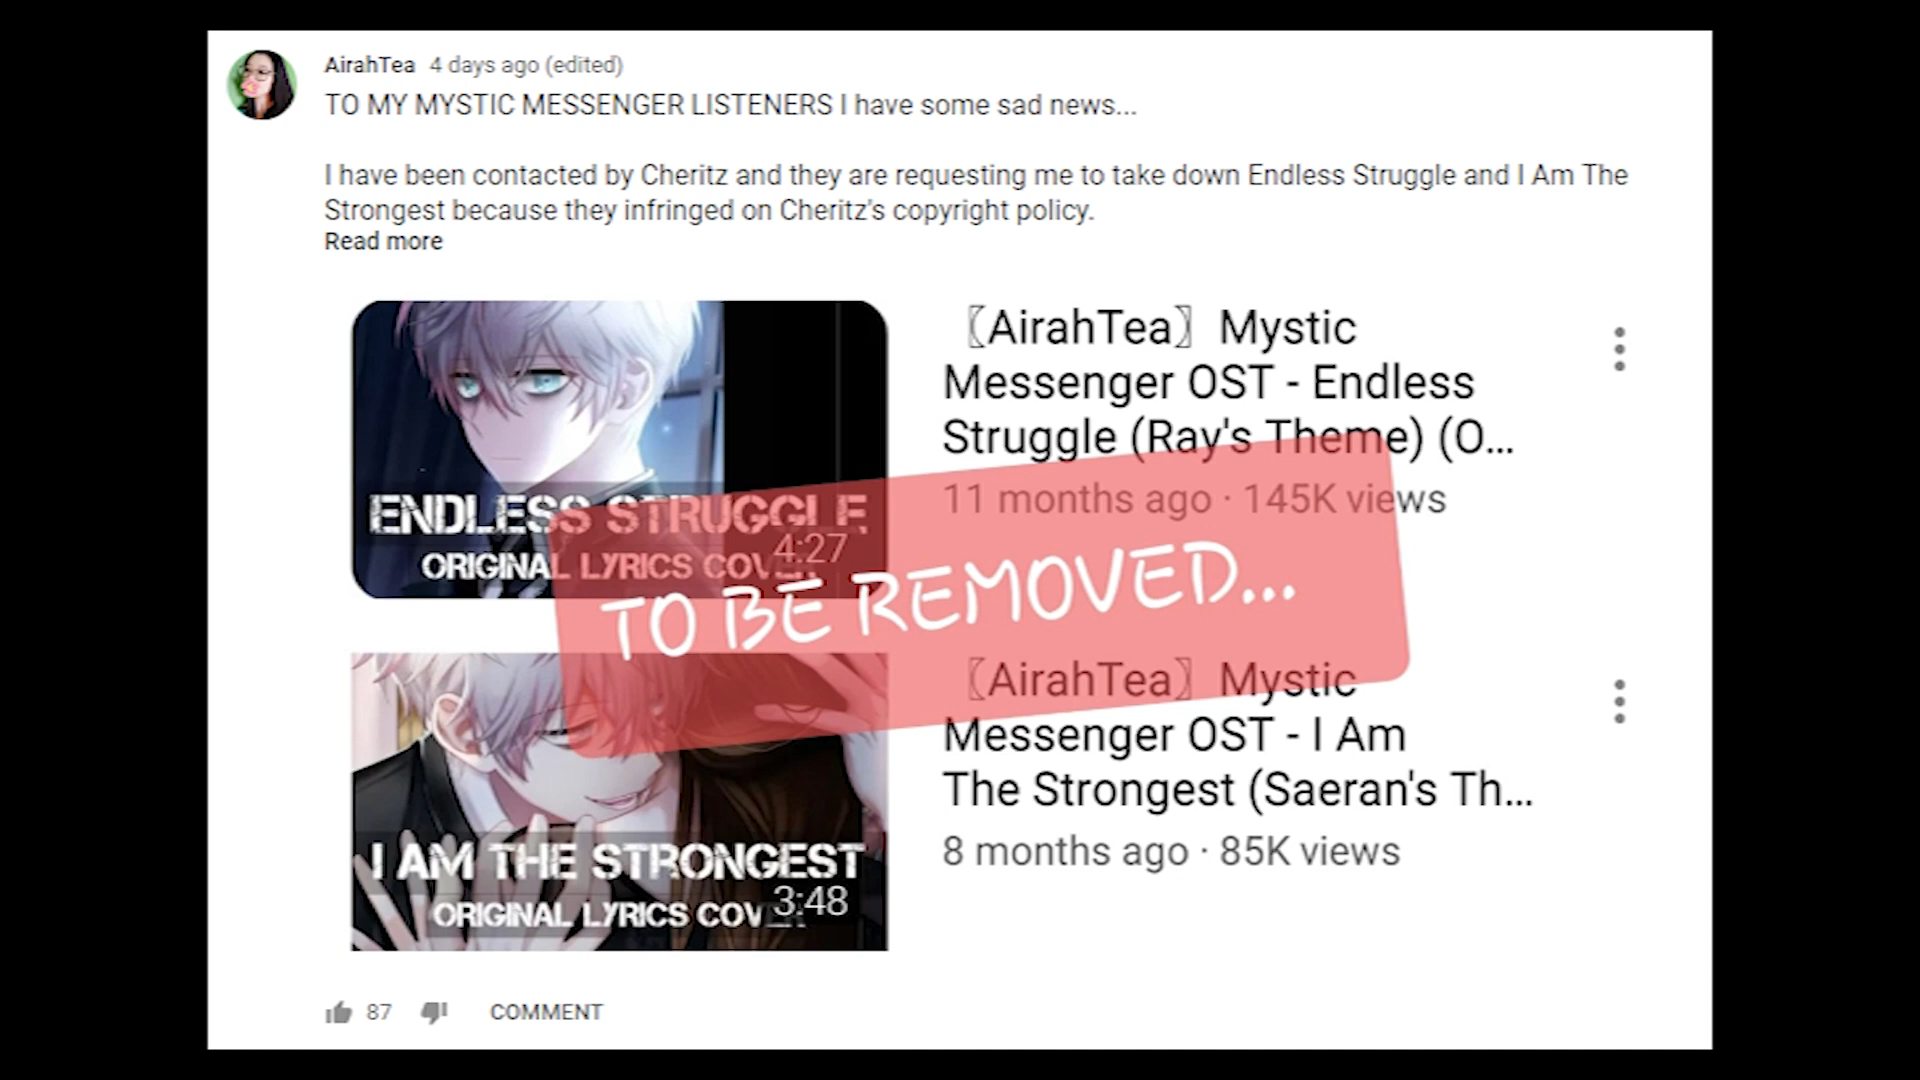 AirahTea 4 days ago (edited)
TO MY MYSTIC MESSENGER LISTENERS I have some sad news...
I have been contacted by Cheritz and they are requesting me to take down Endless Struggle and I Am The
Strongest because they infringed on Cheritz's copyright policy.
Read more
ENDLESS STRUGGLE
ORIGINAL LYRICS COVER
4:27
〖AirahTea〗 Mystic
Messenger OST - Endless
Struggle (Ray's Theme) (O...
11 months ago · 145K views
TO BE REMOVED...
I AM THE STRONGEST
ORIGINAL LYRICS COVER
3:48
〖AirahTea〗 Mystic
Messenger OST - I Am
The Strongest (Saeran's Th...
8 months ago · 85K views
87 COMMENT